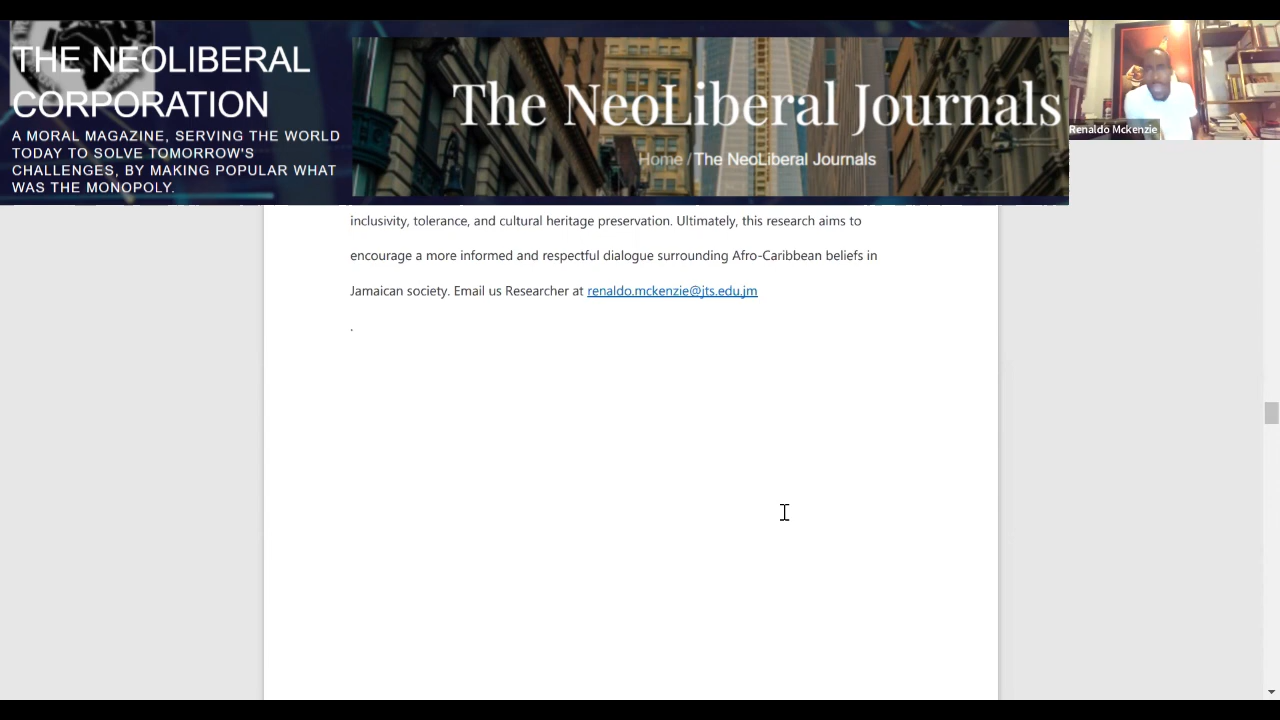 THE NEOLIBERAL
CORPORATION
A MORAL MAGAZINE, SERVING THE WORLD
TODAY TO SOLVE TOMORROW'S
CHALLENGES, BY MAKING POPULAR WHAT
WAS THE MONOPOLY.
The NeoLiberal Journals
Home / The NeoLiberal Journals
Renaldo Mckenzie
inclusivity, tolerance, and cultural heritage preservation. Ultimately, this research aims to
encourage a more informed and respectful dialogue surrounding Afro-Caribbean beliefs in
Jamaican society. Email us Researcher at renaldo.mckenzie@jts.edu.jm
.